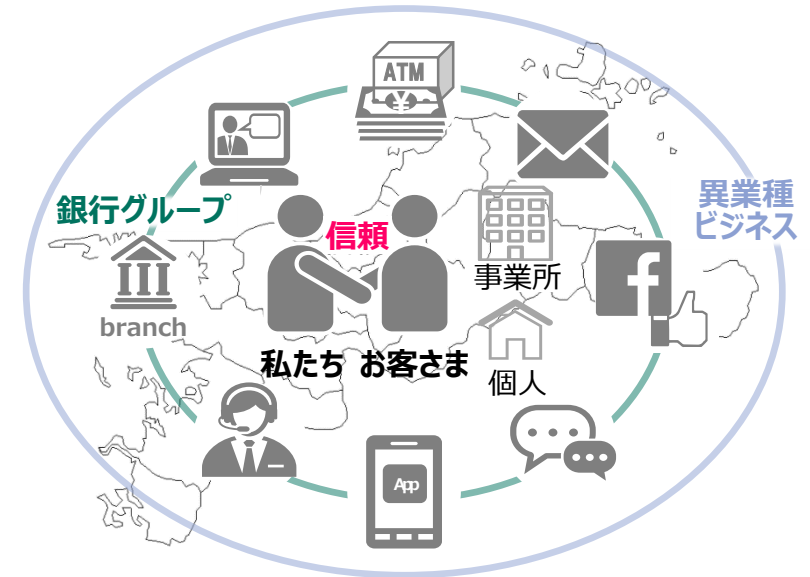 ATM
¥
異業種
ビジネス
銀行グループ
信頼
事業所
f
branch
私たち お客さま
個人
App